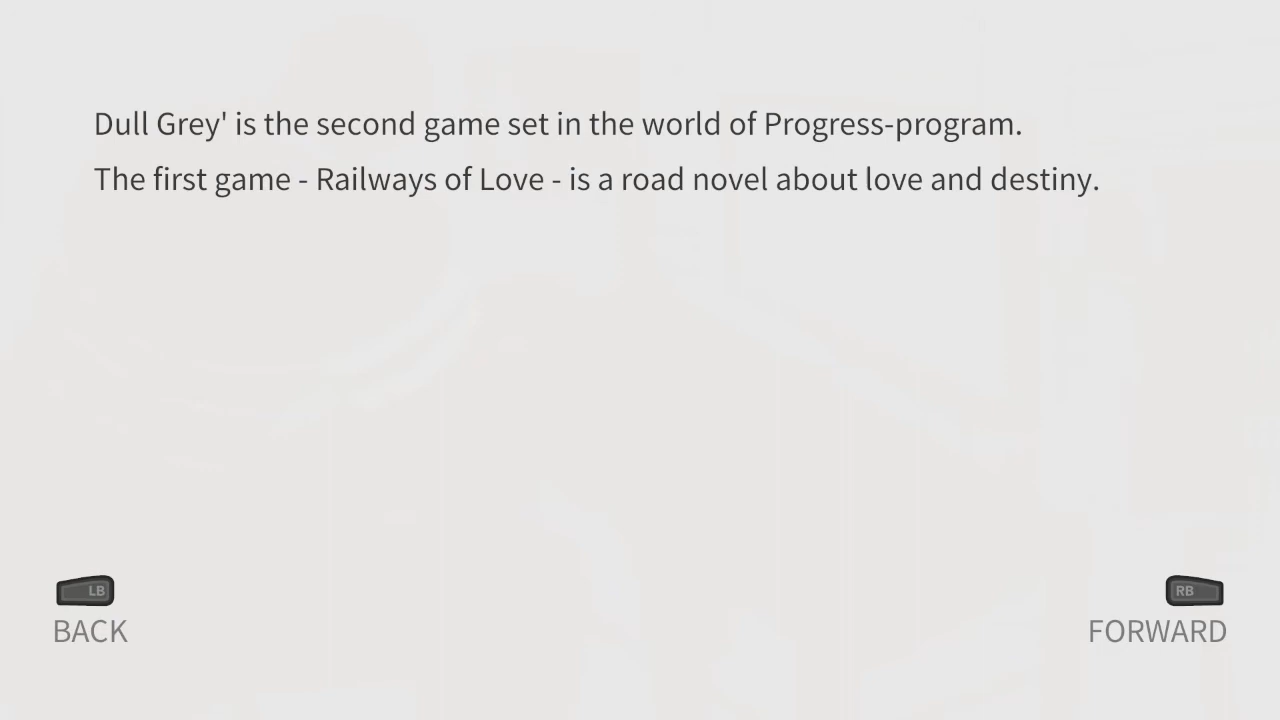 Dull Grey' is the second game set in the world of Progress-program.
The first game - Railways of Love - is a road novel about love and destiny.
LB
RB
BACK
FORWARD